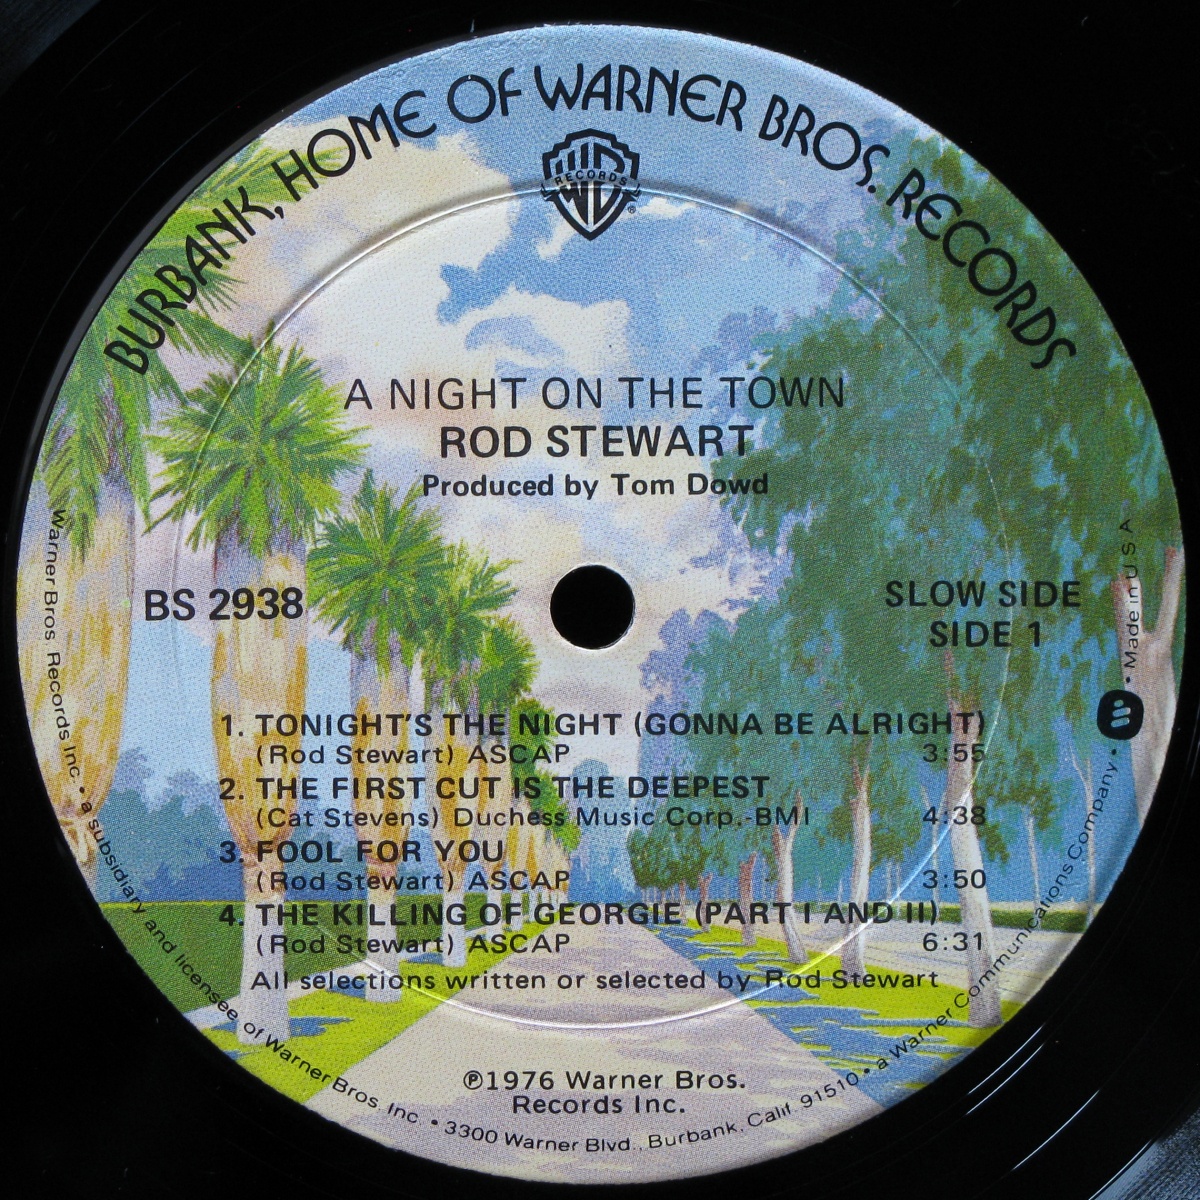 BURBANK, HOME OF WARNER BROS. RECORDS
WB
RECORDS
®
A NIGHT ON THE TOWN
ROD STEWART
Produced by Tom Dowd
BS 2938
SLOW SIDE
SIDE 1
1. TONIGHT'S THE NIGHT (GONNA BE ALRIGHT)
(Rod Stewart) ASCAP 3:55
2. THE FIRST CUT IS THE DEEPEST
(Cat Stevens) Duchess Music Corp.-BMI 4:38
3. FOOL FOR YOU
(Rod Stewart) ASCAP 3:50
4. THE KILLING OF GEORGIE (PART I AND II)
(Rod Stewart) ASCAP 6:31
All selections written or selected by Rod Stewart
℗1976 Warner Bros.
Records Inc.
Warner Bros. Records Inc. • a subsidiary and licensee of Warner Bros. Inc. • 3300 Warner Blvd., Burbank, Calif. 91510 • a Warner Communications Company • Made in U.S.A.